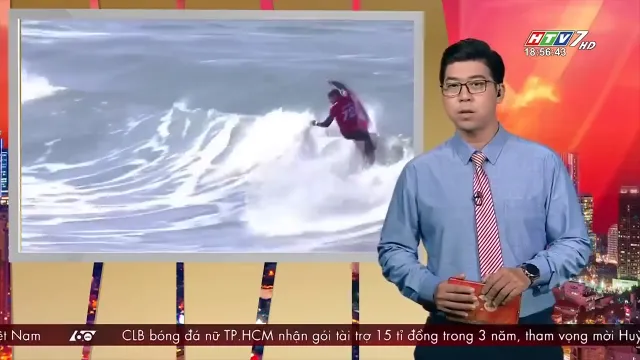 HTV7 HD
18:56:43
iệt Nam CLB bóng đá nữ TP.HCM nhận gói tài trợ 15 tỉ đồng trong 3 năm, tham vọng mời Huỳ